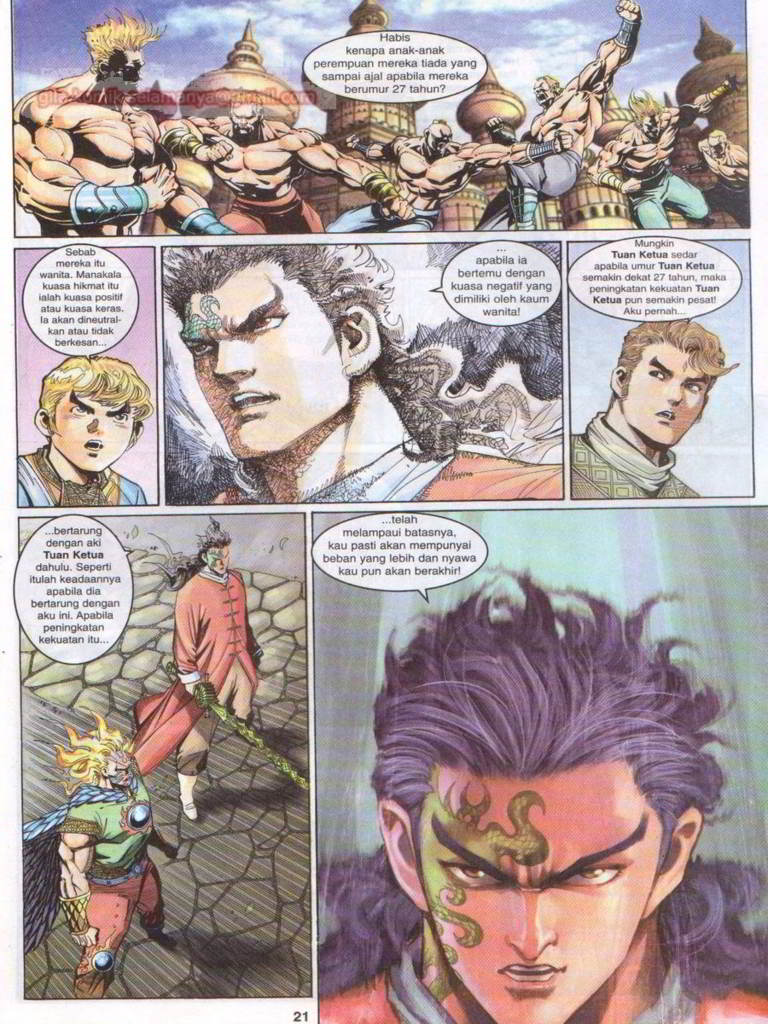 Habis
kenapa anak-anak
perempuan mereka tiada yang
sampai ajal apabila mereka
berumur 27 tahun?
Sebab
mereka itu
wanita. Manakala
kuasa hikmat itu
ialah kuasa positif
atau kuasa keras.
Ia akan dineutral-
kan atau tidak
berkesan...
...
apabila ia
bertemu dengan
kuasa negatif yang
dimiliki oleh kaum
wanita!
Mungkin
Tuan Ketua sedar
apabila umur Tuan Ketua
semakin dekat 27 tahun, maka
peningkatan kekuatan Tuan
Ketua pun semakin pesat!
Aku pernah...
...bertarung
dengan aki
Tuan Ketua
dahulu. Seperti
itulah keadaannya
apabila dia
bertarung dengan
aku ini. Apabila
peningkatan
kekuatan itu...
...telah
melampaui batasnya,
kau pasti akan mempunyai
beban yang lebih dan nyawa
kau pun akan berakhir!
21